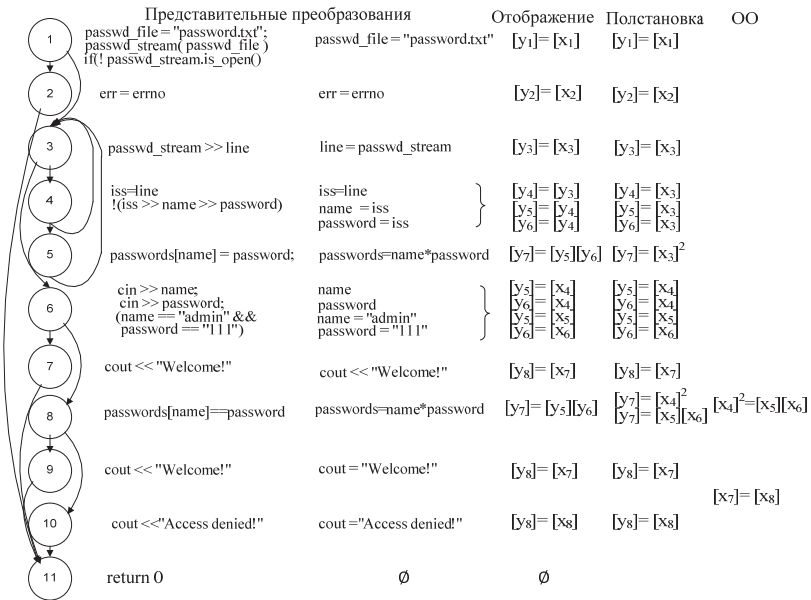 Представительные преобразования Отображение Полстановка ОО
1 passwd_file = "password.txt";
passwd_stream( passwd_file )
if(! passwd_stream.is_open() passwd_file = "password.txt" [y1]= [x1] [y1]= [x1]
2 err = errno err = errno [y2]= [x2] [y2]= [x2]
3 passwd_stream >> line line = passwd_stream [y3]= [x3] [y3]= [x3]
4 iss=line iss=line [y4]= [y3] [y4]= [x3]
!(iss >> name >> password) name = iss [y5]= [y4] [y5]= [x3]
password = iss [y6]= [y4] [y6]= [x3]
5 passwords[name] = password; passwords=name*password [y7]= [y5][y6] [y7]= [x3]²
6 cin >> name; name [y5]= [x4] [y5]= [x4]
cin >> password; password [y6]= [x4] [y6]= [x4]
(name == "admin" && name = "admin" [y5]= [x5] [y5]= [x5]
password == "111") password = "111" [y6]= [x6] [y6]= [x6]
7 cout << "Welcome!" cout << "Welcome!" [y8]= [x7] [y8]= [x7]
8 passwords[name]==password passwords=name*password [y7]= [y5][y6] [y7]= [x4]² [x4]²=[x5][x6]
[y7]= [x5][x6]
9 cout << "Welcome!" cout = "Welcome!" [y8]= [x7] [y8]= [x7]
[x7]= [x8]
10 cout <<"Access denied!" cout ="Access denied!" [y8]= [x8] [y8]= [x8]
11 return 0 ∅ ∅